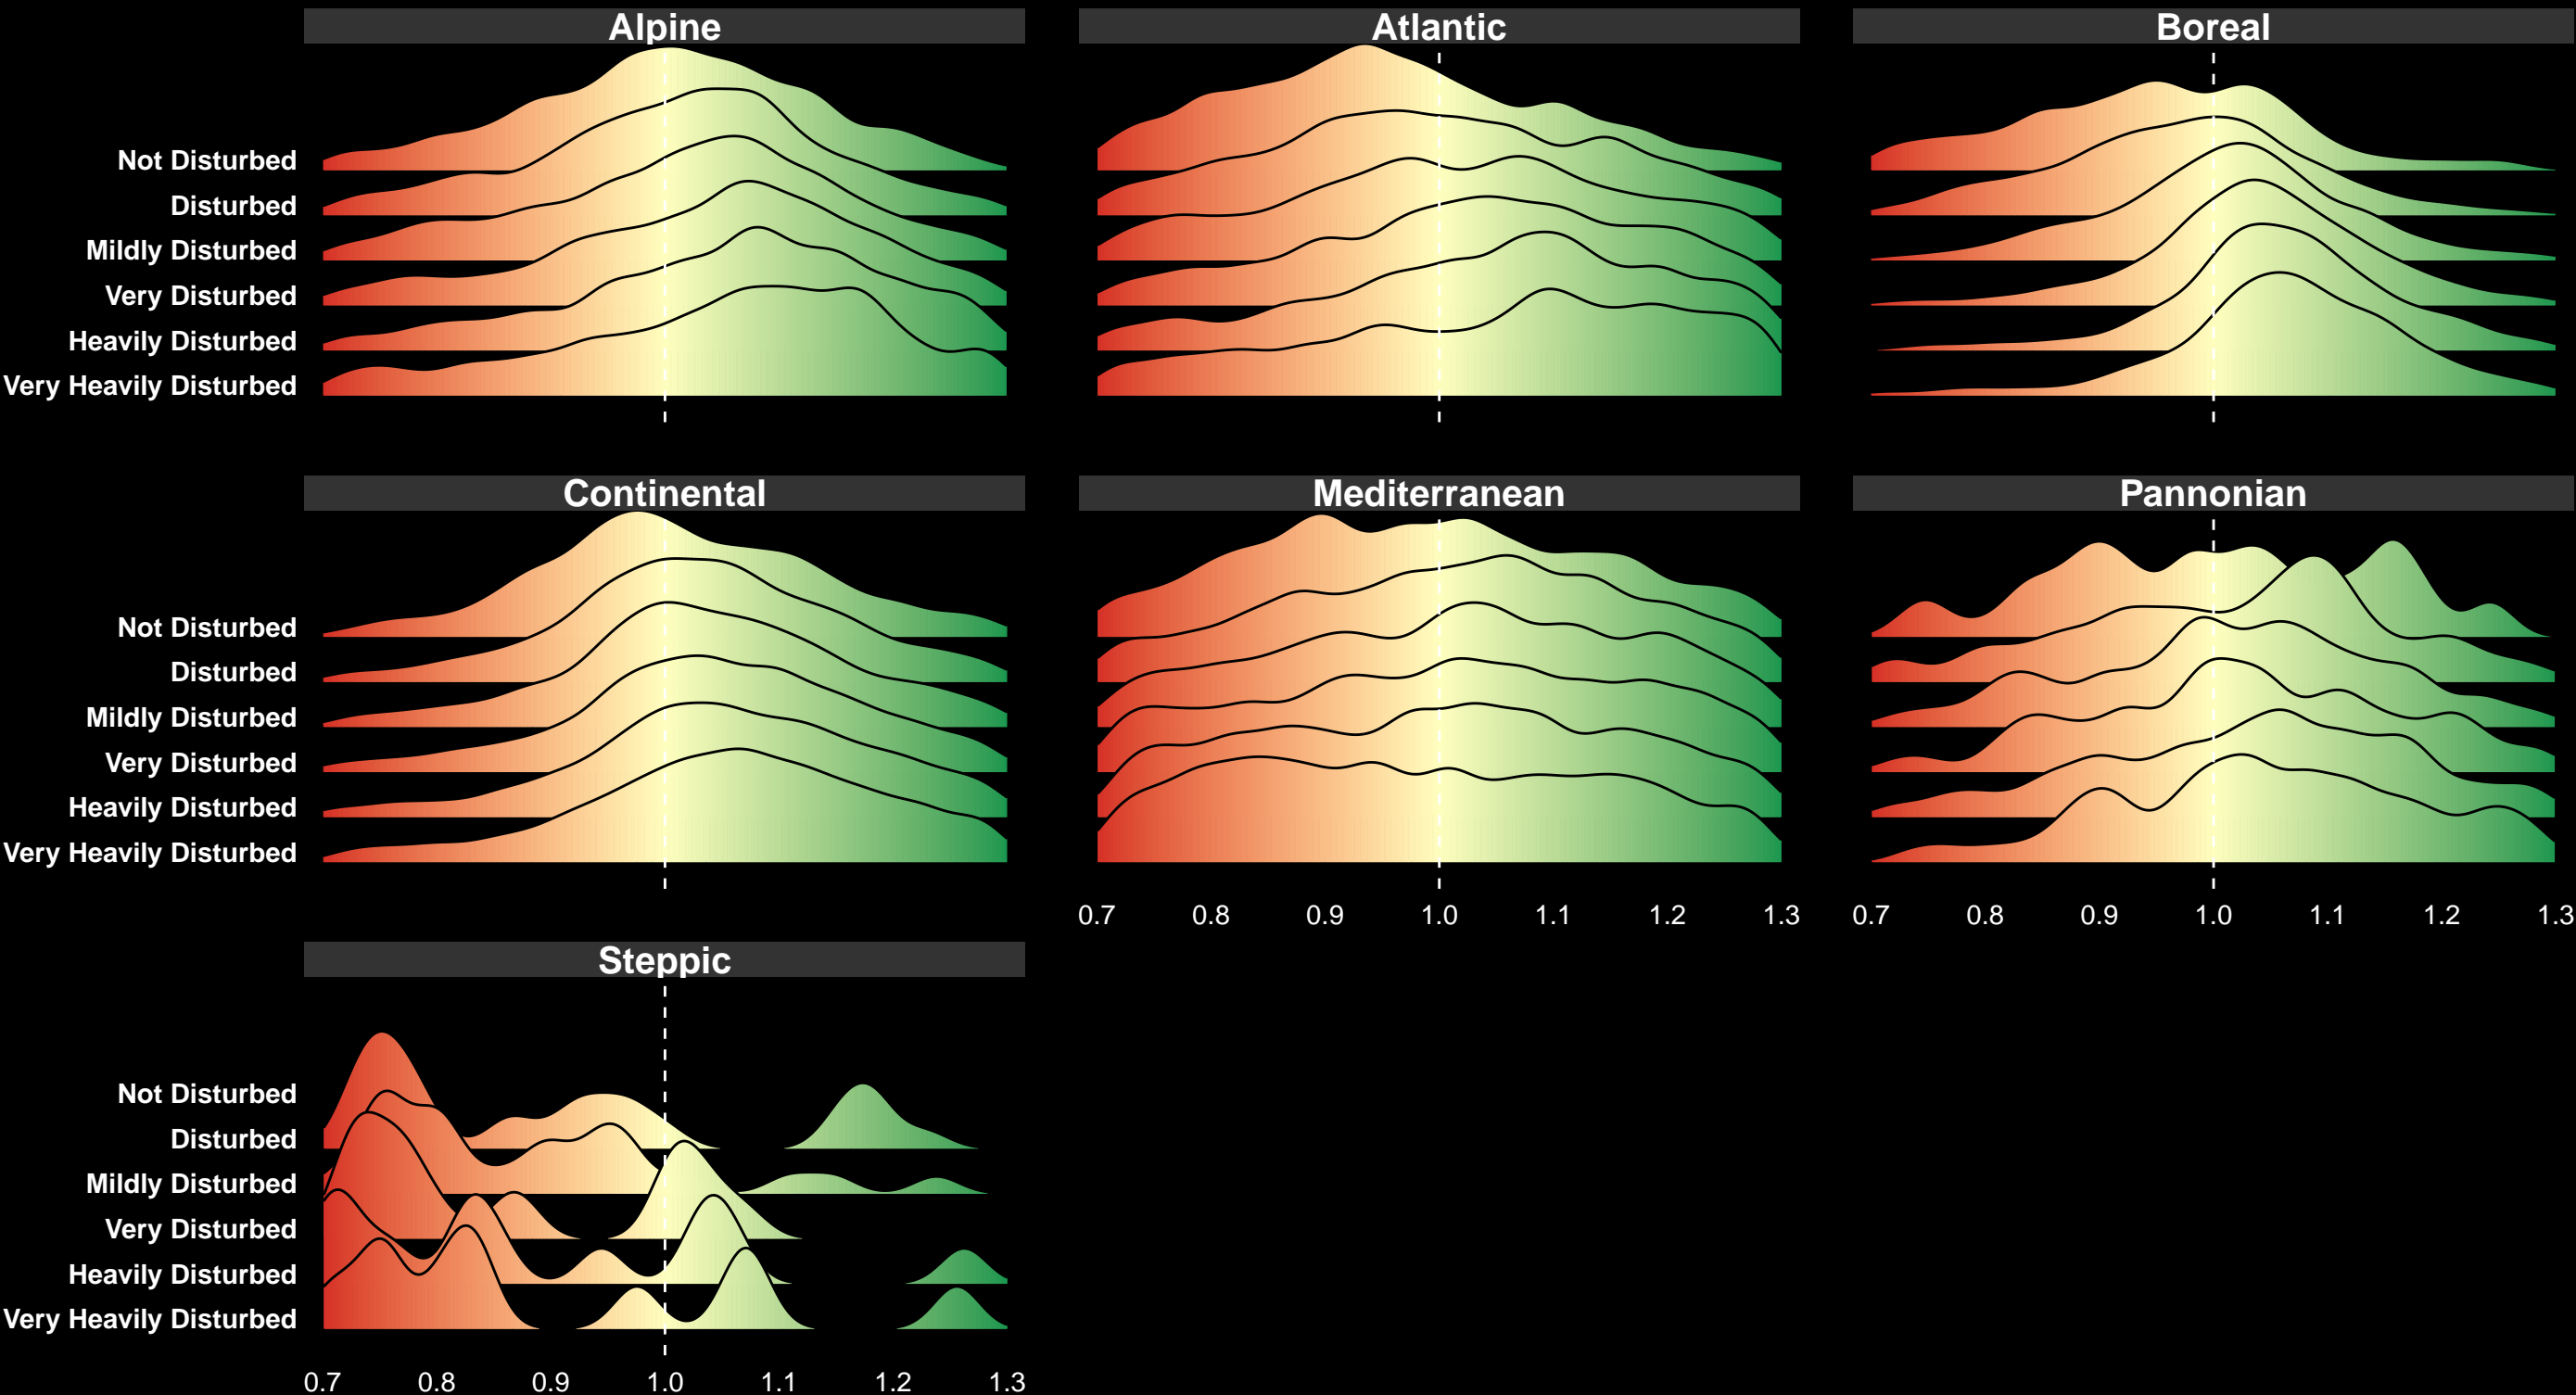 Alpine Atlantic Boreal
Not Disturbed
Disturbed
Mildly Disturbed
Very Disturbed
Heavily Disturbed
Very Heavily Disturbed
Continental Mediterranean Pannonian
Not Disturbed
Disturbed
Mildly Disturbed
Very Disturbed
Heavily Disturbed
Very Heavily Disturbed
0.7 0.8 0.9 1.0 1.1 1.2 1.3 0.7 0.8 0.9 1.0 1.1 1.2 1.3
Steppic
Not Disturbed
Disturbed
Mildly Disturbed
Very Disturbed
Heavily Disturbed
Very Heavily Disturbed
0.7 0.8 0.9 1.0 1.1 1.2 1.3